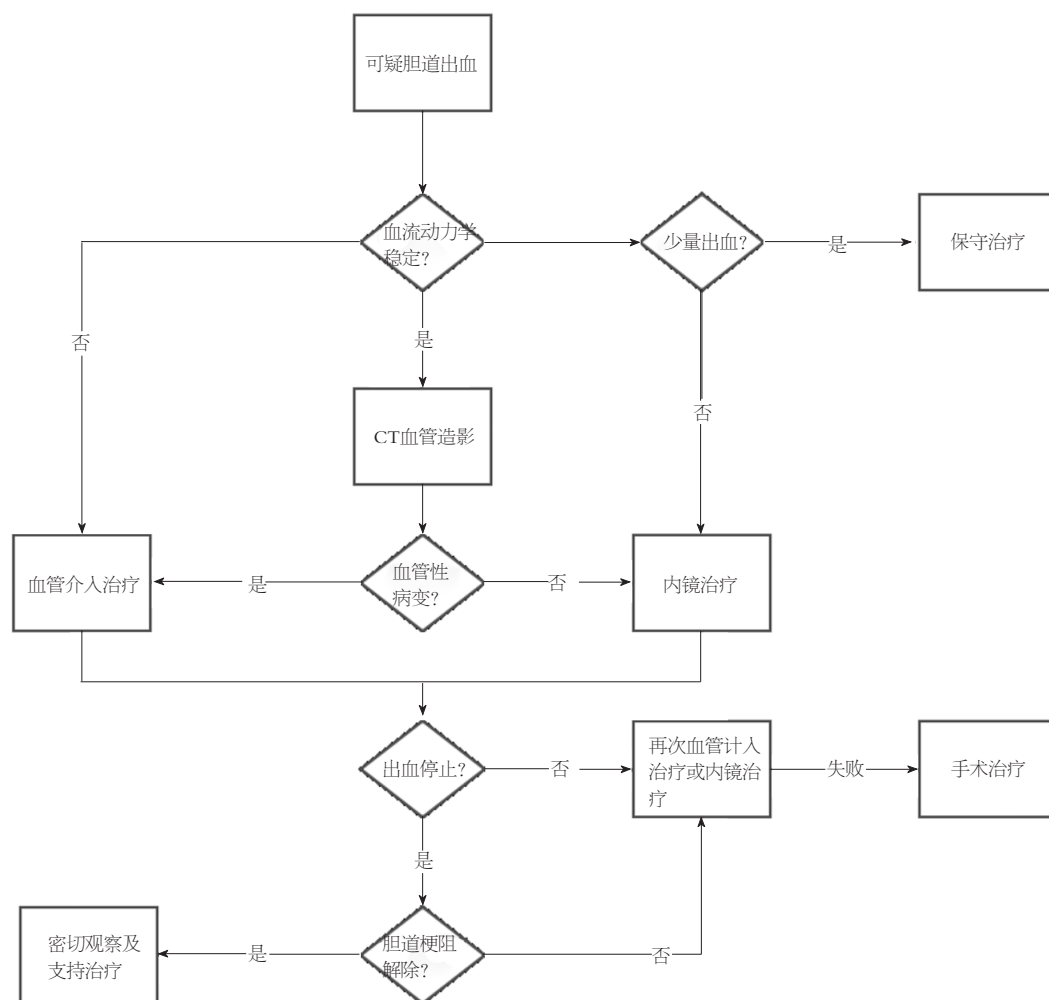 可疑胆道出血
血流动力学
稳定?
少量出血?
是
保守治疗
否
是
否
CT血管造影
血管介入治疗
是
血管性
病变?
否
内镜治疗
出血停止?
否
再次血管计入
治疗或内镜治
疗
失败
手术治疗
是
密切观察及
支持治疗
是
胆道梗阻
解除?
否